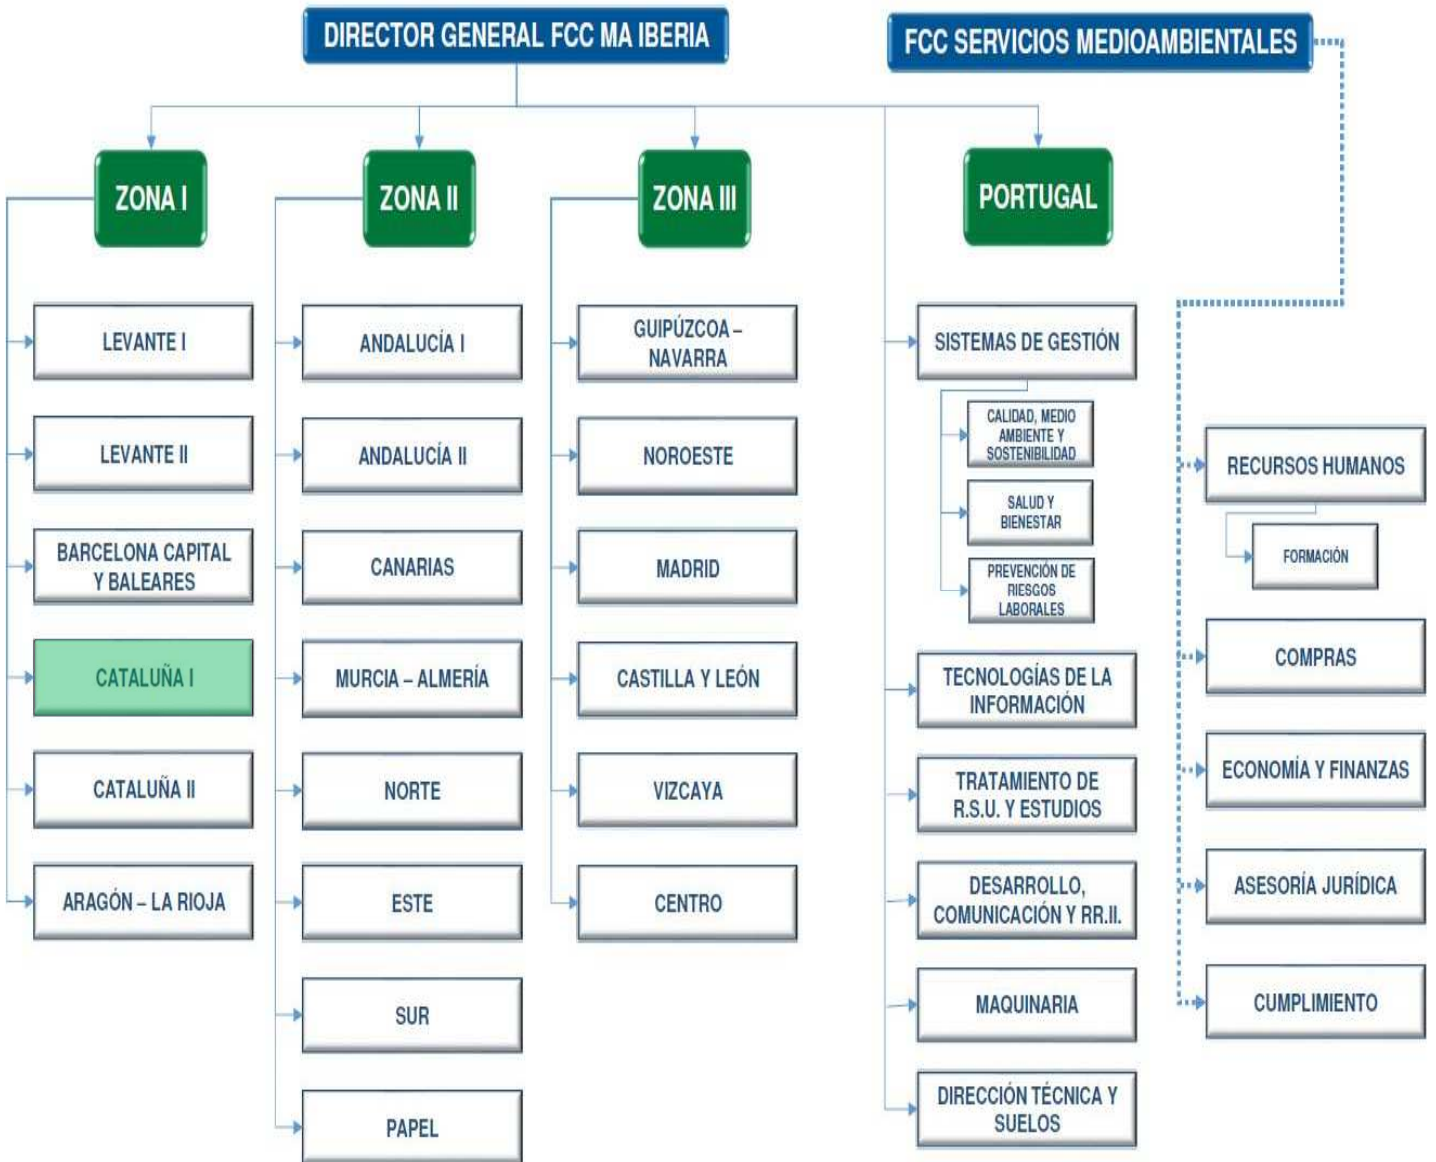 DIRECTOR GENERAL FCC MA IBERIA
FCC SERVICIOS MEDIOAMBIENTALES
ZONA I
ZONA II
ZONA III
PORTUGAL
LEVANTE I
LEVANTE II
BARCELONA CAPITAL
Y BALEARES
CATALUÑA I
CATALUÑA II
ARAGÓN – LA RIOJA
ANDALUCÍA I
ANDALUCÍA II
CANARIAS
MURCIA – ALMERÍA
NORTE
ESTE
SUR
PAPEL
GUIPÚZCOA –
NAVARRA
NOROESTE
MADRID
CASTILLA Y LEÓN
VIZCAYA
CENTRO
SISTEMAS DE GESTIÓN
CALIDAD, MEDIO
AMBIENTE Y
SOSTENIBILIDAD
SALUD Y
BIENESTAR
PREVENCIÓN DE
RIESGOS
LABORALES
TECNOLOGÍAS DE LA
INFORMACIÓN
TRATAMIENTO DE
R.S.U. Y ESTUDIOS
DESARROLLO,
COMUNICACIÓN Y RR.II.
MAQUINARIA
DIRECCIÓN TÉCNICA Y
SUELOS
RECURSOS HUMANOS
FORMACIÓN
COMPRAS
ECONOMÍA Y FINANZAS
ASESORÍA JURÍDICA
CUMPLIMIENTO